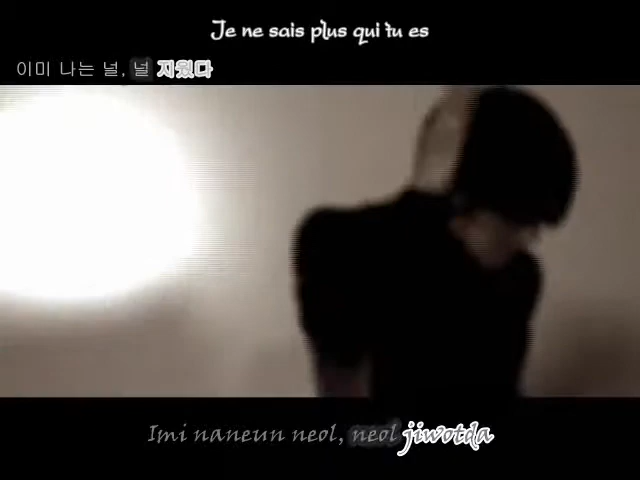 Je ne sais plus qui tu es
이미 나는 널, 널 지웠다
Imi naneun neol, neol jiwotda